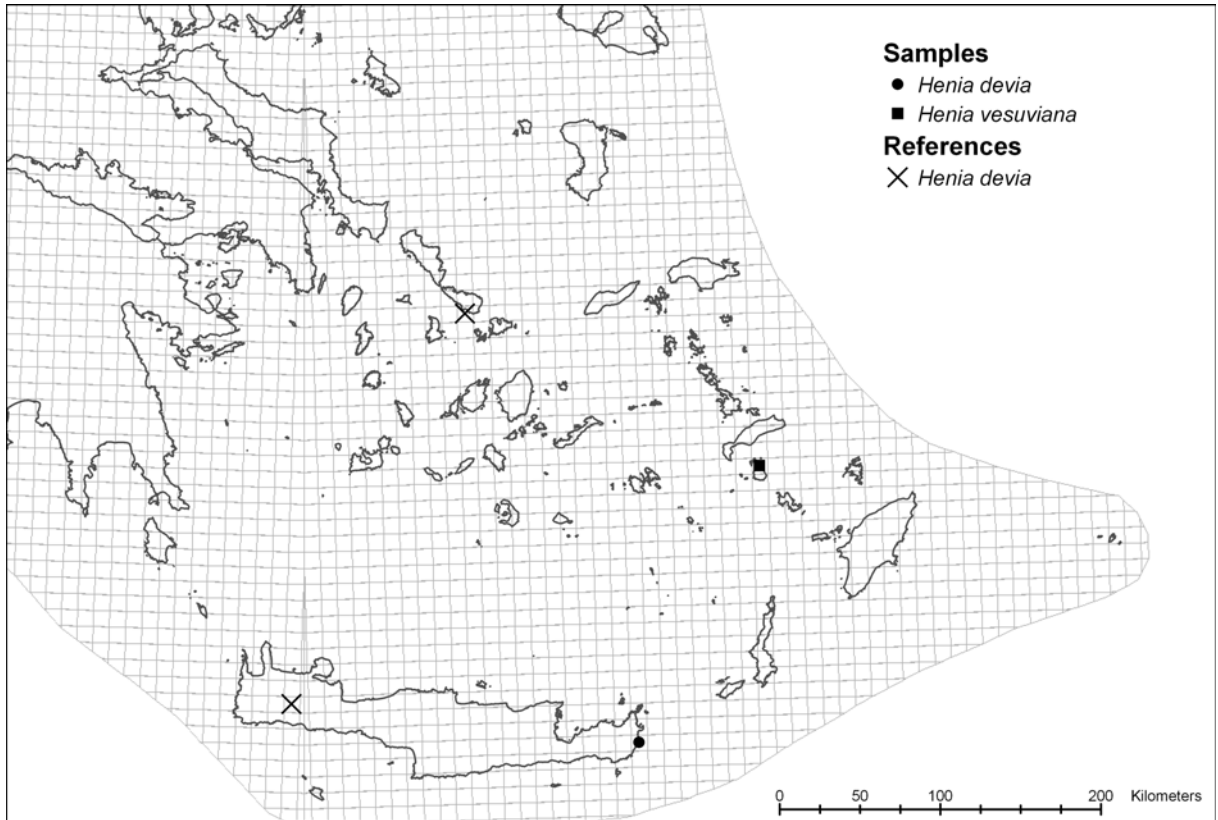 Samples
Henia devia
Henia vesuviana
References
Henia devia
0 50 100 200 Kilometers